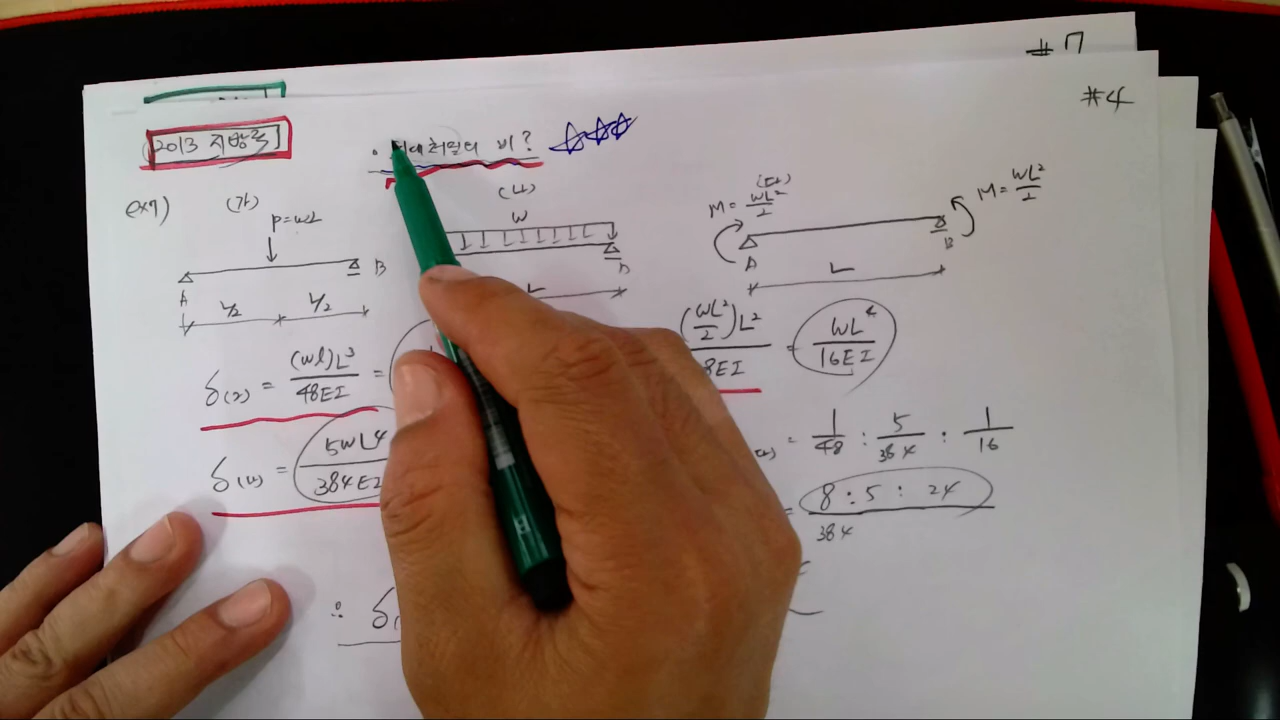 #7
#4
2013 지방직]
처짐의 비?
ex7)
(가)
P=wL
A
B
L/2
L/2
(나)
w
L
(다)
M = wL²/2
M = wL²/2
A
B
L
δ(가) = (wl)L³/48EI =
(wL²/2)L²/8EI = wL⁴/16EI
δ(나) = 5wL⁴/384EI
= 1/48 : 5/384 : 1/16
= 8 : 5 : 24/384
∴ δ